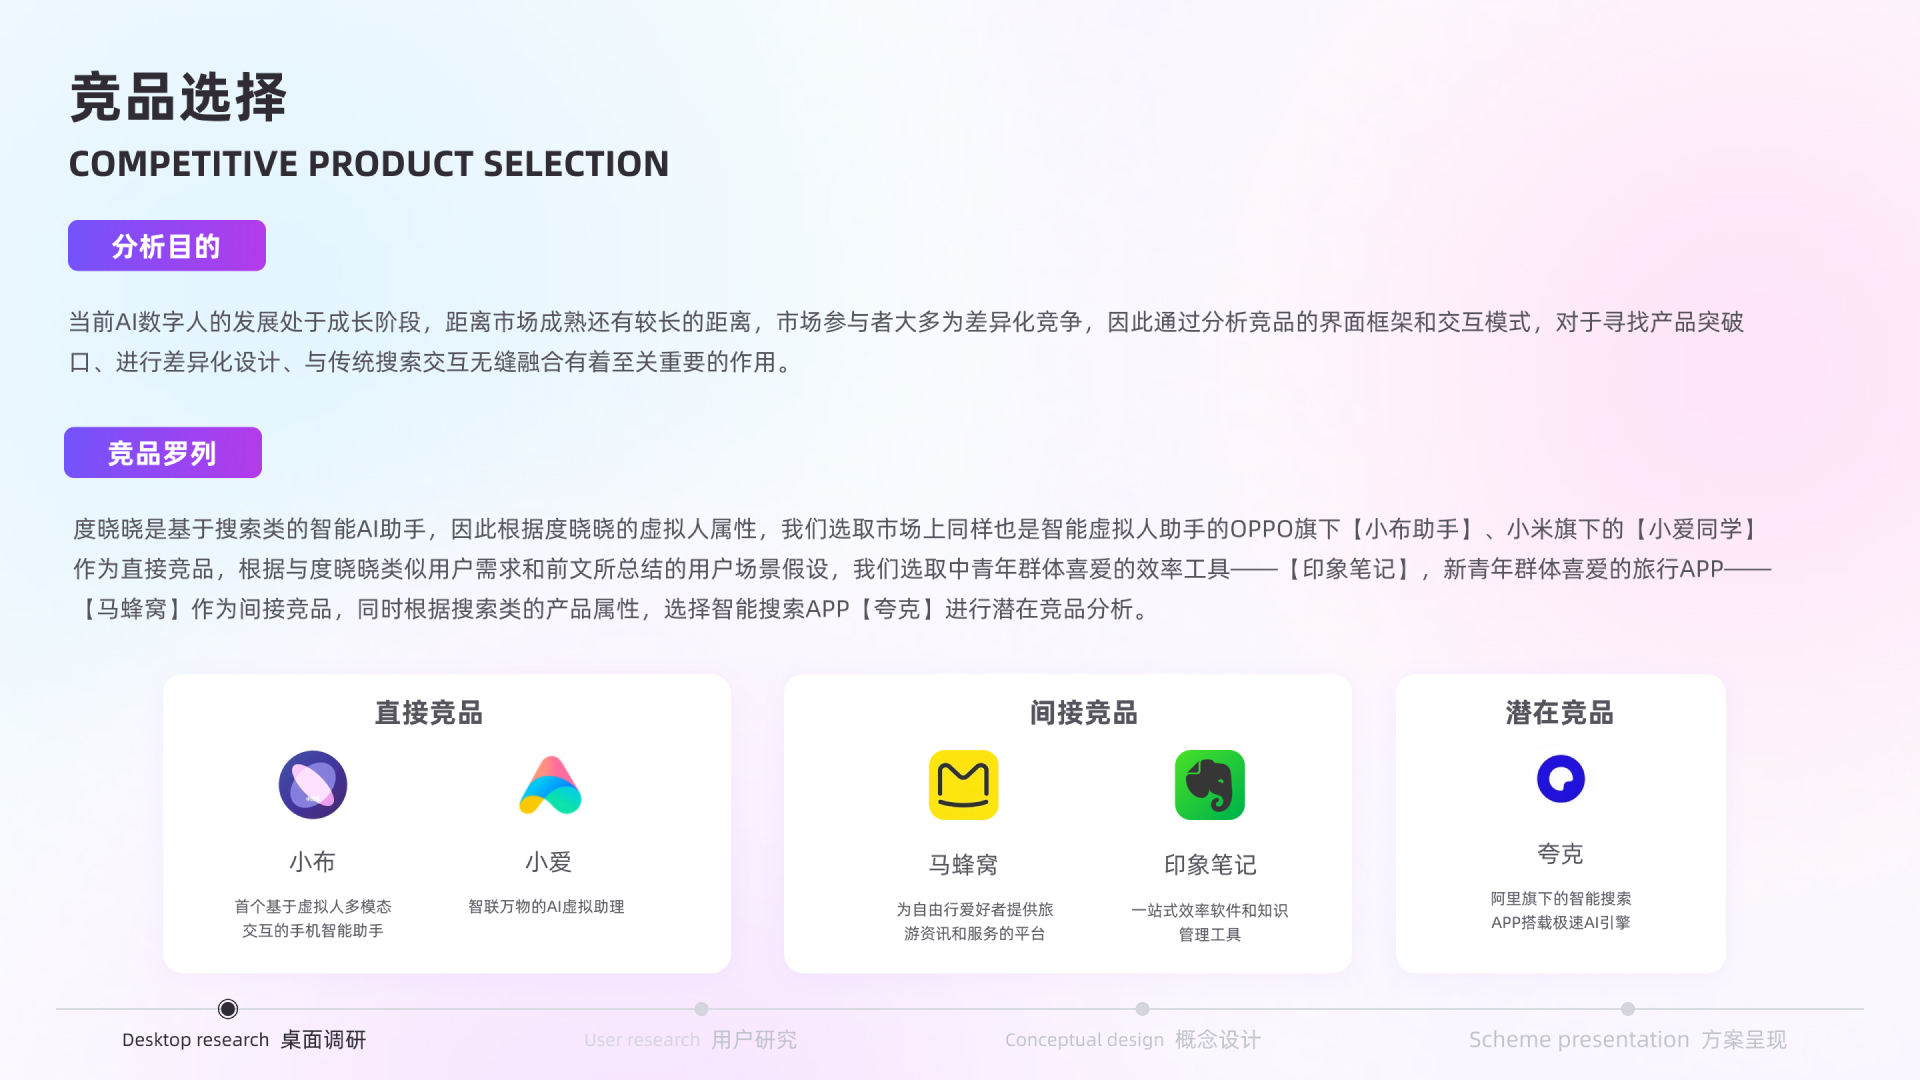 竞品选择
COMPETITIVE PRODUCT SELECTION
分析目的
当前AI数字人的发展处于成长阶段，距离市场成熟还有较长的距离，市场参与者大多为差异化竞争，因此通过分析竞品的界面框架和交互模式，对于寻找产品突破
口、进行差异化设计、与传统搜索交互无缝融合有着至关重要的作用。
竞品罗列
度晓晓是基于搜索类的智能AI助手，因此根据度晓晓的虚拟人属性，我们选取市场上同样也是智能虚拟人助手的OPPO旗下【小布助手】、小米旗下的【小爱同学】
作为直接竞品，根据与度晓晓类似用户需求和前文所总结的用户场景假设，我们选取中青年群体喜爱的效率工具——【印象笔记】，新青年群体喜爱的旅行APP——
【马蜂窝】作为间接竞品，同时根据搜索类的产品属性，选择智能搜索APP【夸克】进行潜在竞品分析。
直接竞品
小布
首个基于虚拟人多模态
交互的手机智能助手
小爱
智联万物的AI虚拟助理
间接竞品
马蜂窝
为自由行爱好者提供旅
游资讯和服务的平台
印象笔记
一站式效率软件和知识
管理工具
潜在竞品
夸克
阿里旗下的智能搜索
APP搭载极速AI引擎
Desktop research 桌面调研
User research 用户研究
Conceptual design 概念设计
Scheme presentation 方案呈现